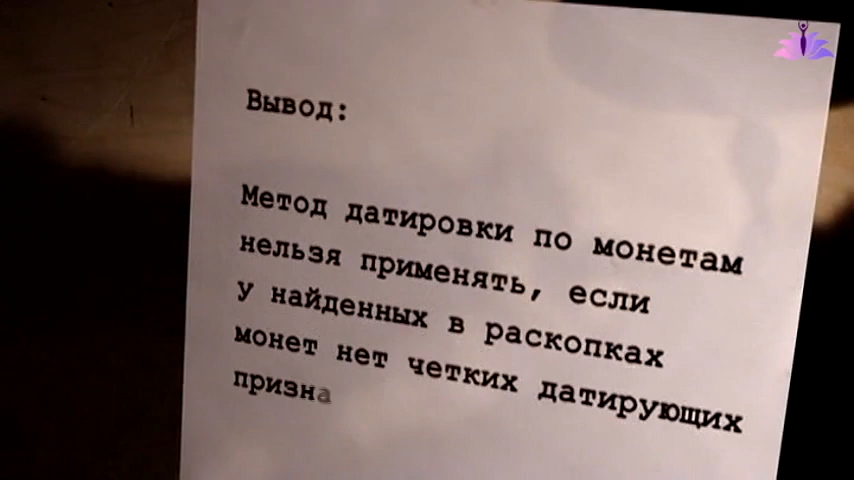 Вывод:
Метод датировки по монетам
нельзя применять, если
у найденных в раскопках
монет нет четких датирующих
призна